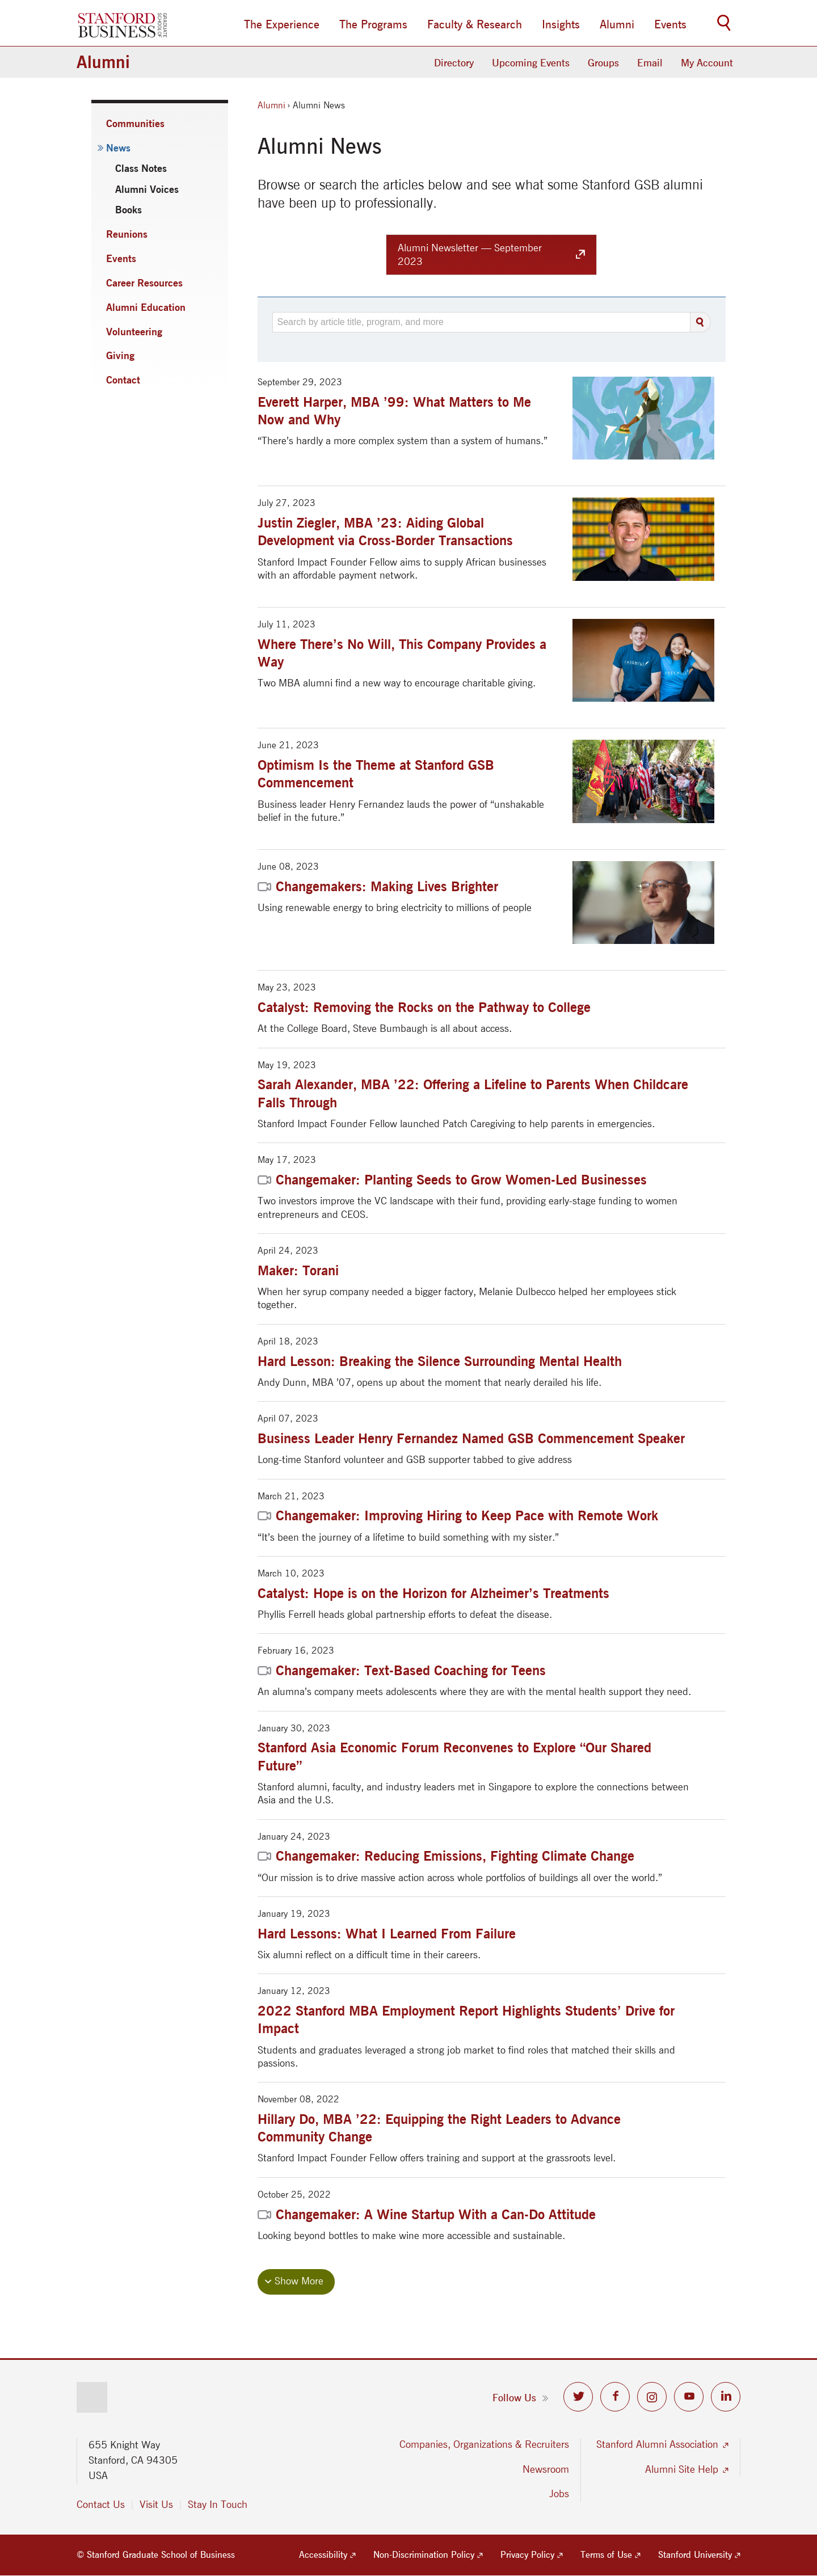 STANFORD
BUSINESS
GRADUATE
SCHOOL OF
The Experience
The Programs
Faculty & Research
Insights
Alumni
Events
Alumni
Directory
Upcoming Events
Groups
Email
My Account
Communities
» News
Class Notes
Alumni Voices
Books
Reunions
Events
Career Resources
Alumni Education
Volunteering
Giving
Contact
Alumni › Alumni News
Alumni News
Browse or search the articles below and see what some Stanford GSB alumni
have been up to professionally.
Alumni Newsletter — September
2023
Search by article title, program, and more
September 29, 2023
Everett Harper, MBA ’99: What Matters to Me
Now and Why
“There’s hardly a more complex system than a system of humans.”
July 27, 2023
Justin Ziegler, MBA ’23: Aiding Global
Development via Cross-Border Transactions
Stanford Impact Founder Fellow aims to supply African businesses
with an affordable payment network.
July 11, 2023
Where There’s No Will, This Company Provides a
Way
Two MBA alumni find a new way to encourage charitable giving.
June 21, 2023
Optimism Is the Theme at Stanford GSB
Commencement
Business leader Henry Fernandez lauds the power of “unshakable
belief in the future.”
June 08, 2023
Changemakers: Making Lives Brighter
Using renewable energy to bring electricity to millions of people
May 23, 2023
Catalyst: Removing the Rocks on the Pathway to College
At the College Board, Steve Bumbaugh is all about access.
May 19, 2023
Sarah Alexander, MBA ’22: Offering a Lifeline to Parents When Childcare
Falls Through
Stanford Impact Founder Fellow launched Patch Caregiving to help parents in emergencies.
May 17, 2023
Changemaker: Planting Seeds to Grow Women-Led Businesses
Two investors improve the VC landscape with their fund, providing early-stage funding to women
entrepreneurs and CEOS.
April 24, 2023
Maker: Torani
When her syrup company needed a bigger factory, Melanie Dulbecco helped her employees stick
together.
April 18, 2023
Hard Lesson: Breaking the Silence Surrounding Mental Health
Andy Dunn, MBA ’07, opens up about the moment that nearly derailed his life.
April 07, 2023
Business Leader Henry Fernandez Named GSB Commencement Speaker
Long-time Stanford volunteer and GSB supporter tabbed to give address
March 21, 2023
Changemaker: Improving Hiring to Keep Pace with Remote Work
“It’s been the journey of a lifetime to build something with my sister.”
March 10, 2023
Catalyst: Hope is on the Horizon for Alzheimer’s Treatments
Phyllis Ferrell heads global partnership efforts to defeat the disease.
February 16, 2023
Changemaker: Text-Based Coaching for Teens
An alumna’s company meets adolescents where they are with the mental health support they need.
January 30, 2023
Stanford Asia Economic Forum Reconvenes to Explore “Our Shared
Future”
Stanford alumni, faculty, and industry leaders met in Singapore to explore the connections between
Asia and the U.S.
January 24, 2023
Changemaker: Reducing Emissions, Fighting Climate Change
“Our mission is to drive massive action across whole portfolios of buildings all over the world.”
January 19, 2023
Hard Lessons: What I Learned From Failure
Six alumni reflect on a difficult time in their careers.
January 12, 2023
2022 Stanford MBA Employment Report Highlights Students’ Drive for
Impact
Students and graduates leveraged a strong job market to find roles that matched their skills and
passions.
November 08, 2022
Hillary Do, MBA ’22: Equipping the Right Leaders to Advance
Community Change
Stanford Impact Founder Fellow offers training and support at the grassroots level.
October 25, 2022
Changemaker: A Wine Startup With a Can-Do Attitude
Looking beyond bottles to make wine more accessible and sustainable.
Show More
Follow Us »
655 Knight Way
Stanford, CA 94305
USA
Contact Us
Visit Us
Stay In Touch
Companies, Organizations & Recruiters
Newsroom
Jobs
Stanford Alumni Association
Alumni Site Help
© Stanford Graduate School of Business
Accessibility
Non-Discrimination Policy
Privacy Policy
Terms of Use
Stanford University